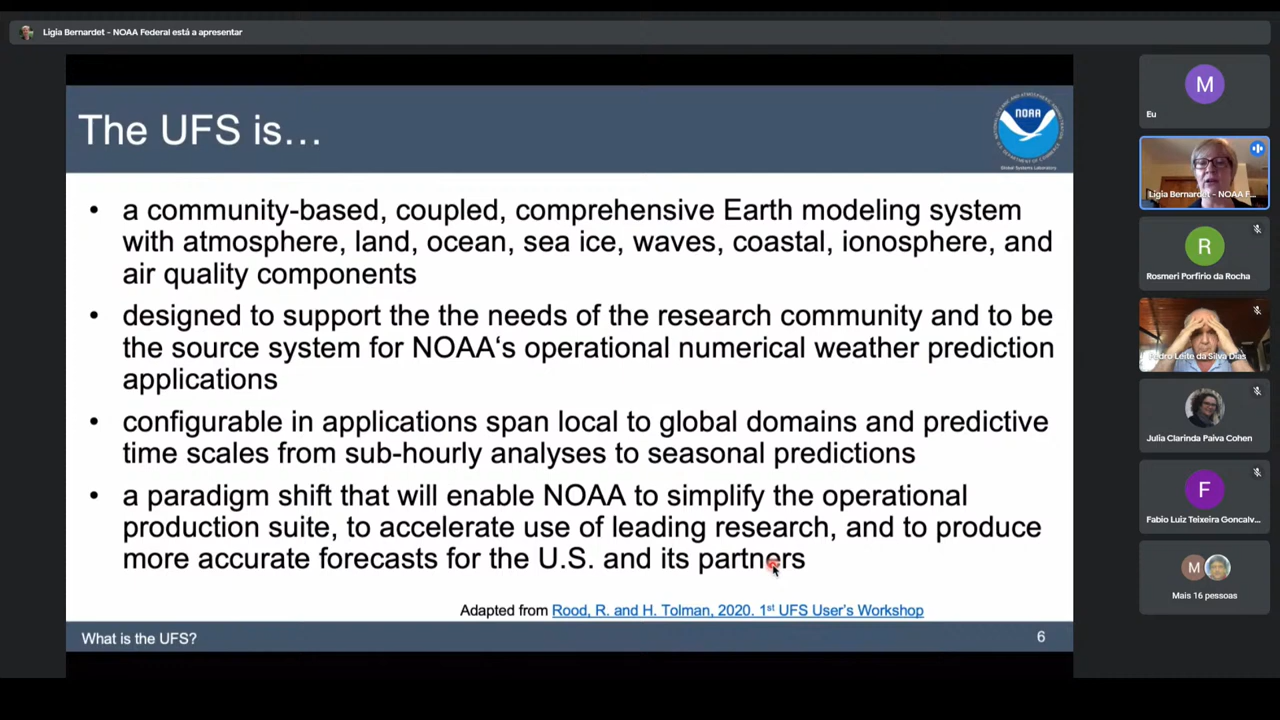 Ligia Bernardet - NOAA Federal está a apresentar
The UFS is…
NOAA
• a community-based, coupled, comprehensive Earth modeling system
with atmosphere, land, ocean, sea ice, waves, coastal, ionosphere, and
air quality components
• designed to support the the needs of the research community and to be
the source system for NOAA‘s operational numerical weather prediction
applications
• configurable in applications span local to global domains and predictive
time scales from sub-hourly analyses to seasonal predictions
• a paradigm shift that will enable NOAA to simplify the operational
production suite, to accelerate use of leading research, and to produce
more accurate forecasts for the U.S. and its partners
Adapted from Rood, R. and H. Tolman, 2020. 1st UFS User’s Workshop
What is the UFS?
6
M
Eu
Ligia Bernardet - NOAA F...
R
Rosmeri Porfirio da Rocha
Pedro Leite da Silva Dias
Julia Clarinda Paiva Cohen
F
Fabio Luiz Teixeira Goncalv...
M
Mais 16 pessoas